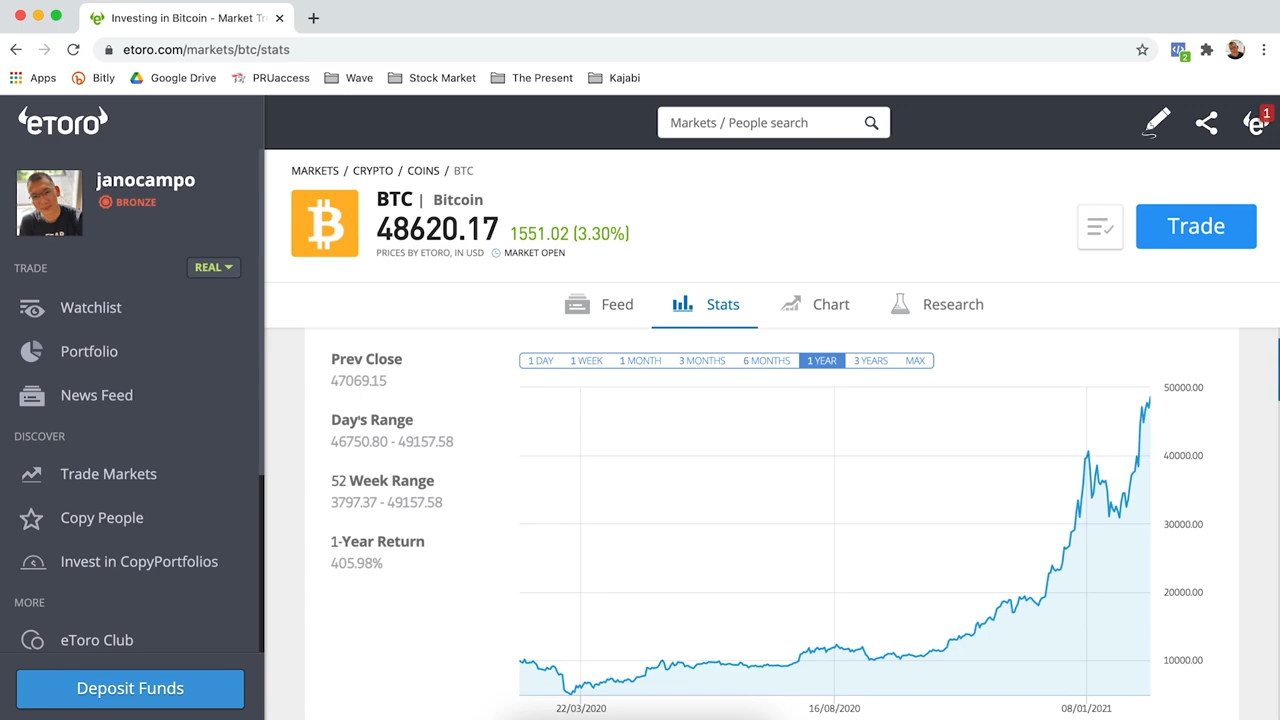 Investing in Bitcoin - Market Tr
etoro.com/markets/btc/stats
2
Apps Bitly Google Drive PRUaccess Wave Stock Market The Present Kajabi
eToro
Markets / People search
1
janocampo
BRONZE
TRADE REAL
Watchlist
Portfolio
News Feed
DISCOVER
Trade Markets
Copy People
Invest in CopyPortfolios
MORE
eToro Club
Deposit Funds
MARKETS / CRYPTO / COINS / BTC
BTC | Bitcoin
48620.17 1551.02 (3.30%)
PRICES BY ETORO, IN USD MARKET OPEN
Trade
Feed Stats Chart Research
Prev Close
47069.15
Day's Range
46750.80 - 49157.58
52 Week Range
3797.37 - 49157.58
1-Year Return
405.98%
1 DAY 1 WEEK 1 MONTH 3 MONTHS 6 MONTHS 1 YEAR 3 YEARS MAX
50000.00
40000.00
30000.00
20000.00
10000.00
22/03/2020 16/08/2020 08/01/2021